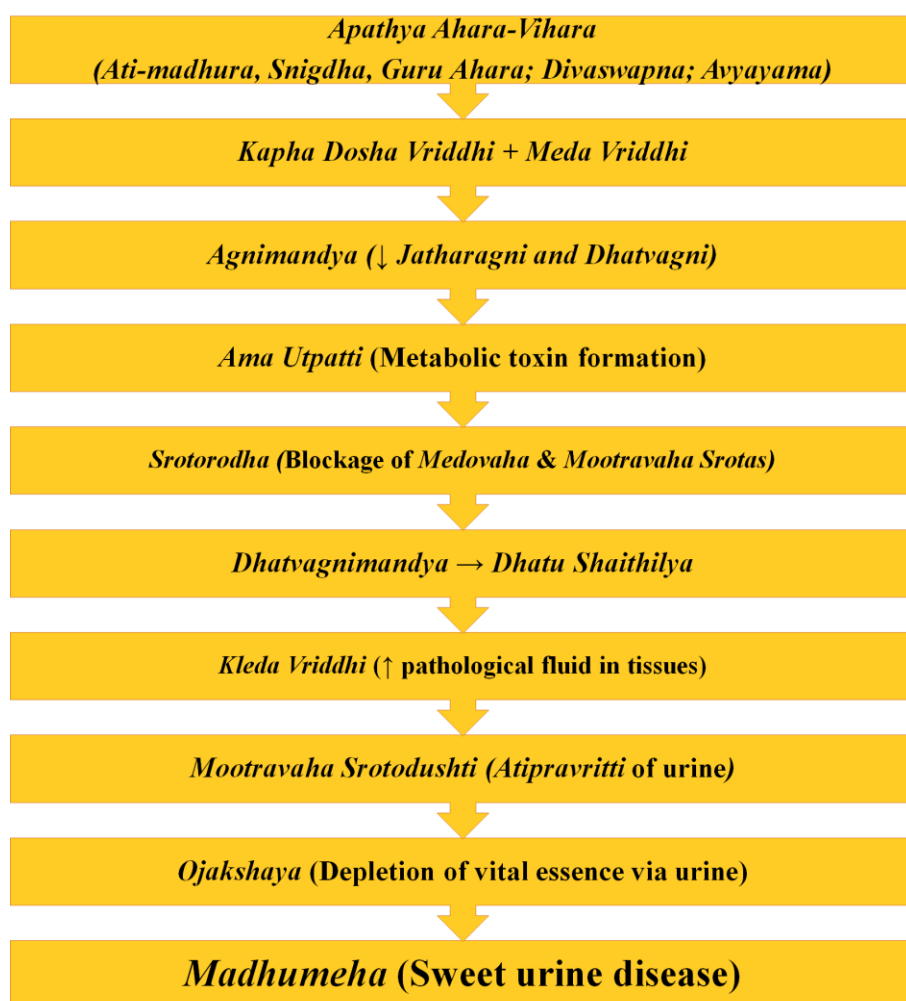 Apathya Ahara-Vihara
(Ati-madhura, Snigdha, Guru Ahara; Divaswapna; Avyayama)
Kapha Dosha Vriddhi + Meda Vriddhi
Agnimandya (↓ Jatharagni and Dhatvagni)
Ama Utpatti (Metabolic toxin formation)
Srotorodha (Blockage of Medovaha & Mootravaha Srotas)
Dhatvagnimandya → Dhatu Shaithilya
Kleda Vriddhi (↑ pathological fluid in tissues)
Mootravaha Srotodushti (Atipravritti of urine)
Ojakshaya (Depletion of vital essence via urine)
Madhumeha (Sweet urine disease)